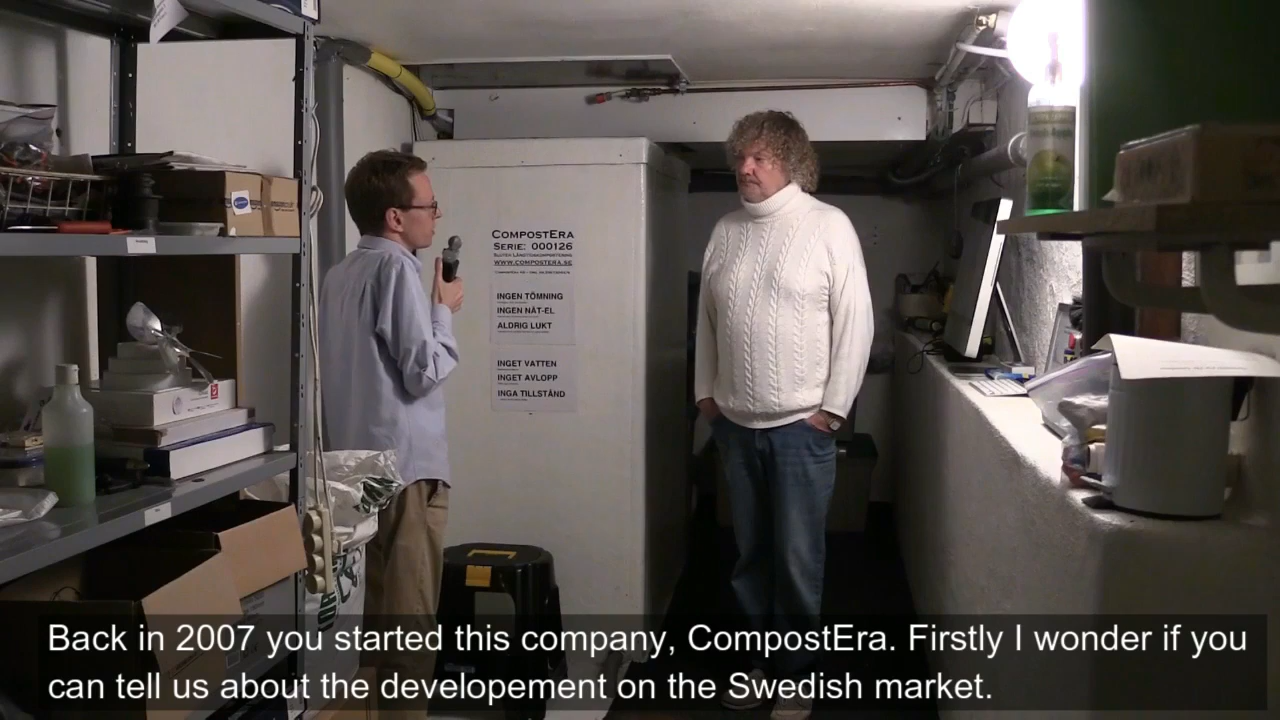 CompostEra
Serie: 000126
Sluten Långtidskompostering
www.compostera.se
INGEN TÖMNING
INGEN NÄT-EL
ALDRIG LUKT
INGET VATTEN
INGET AVLOPP
INGA TILLSTÅND
Back in 2007 you started this company, CompostEra. Firstly I wonder if you
can tell us about the developement on the Swedish market.